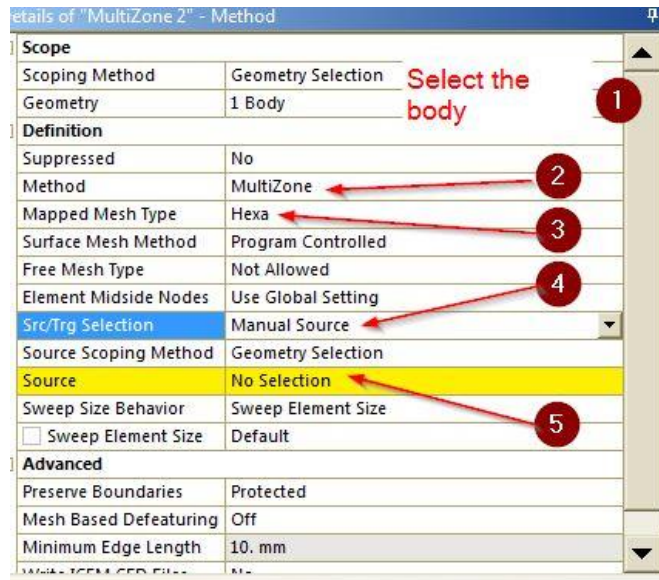 etails of "MultiZone 2" - Method
Scope
Scoping Method Geometry Selection
Geometry 1 Body
Select the
body
1
Definition
Suppressed No
Method MultiZone
2
Mapped Mesh Type Hexa
3
Surface Mesh Method Program Controlled
Free Mesh Type Not Allowed
4
Element Midside Nodes Use Global Setting
Src/Trg Selection Manual Source
Source Scoping Method Geometry Selection
Source No Selection
5
Sweep Size Behavior Sweep Element Size
Sweep Element Size Default
Advanced
Preserve Boundaries Protected
Mesh Based Defeaturing Off
Minimum Edge Length 10. mm